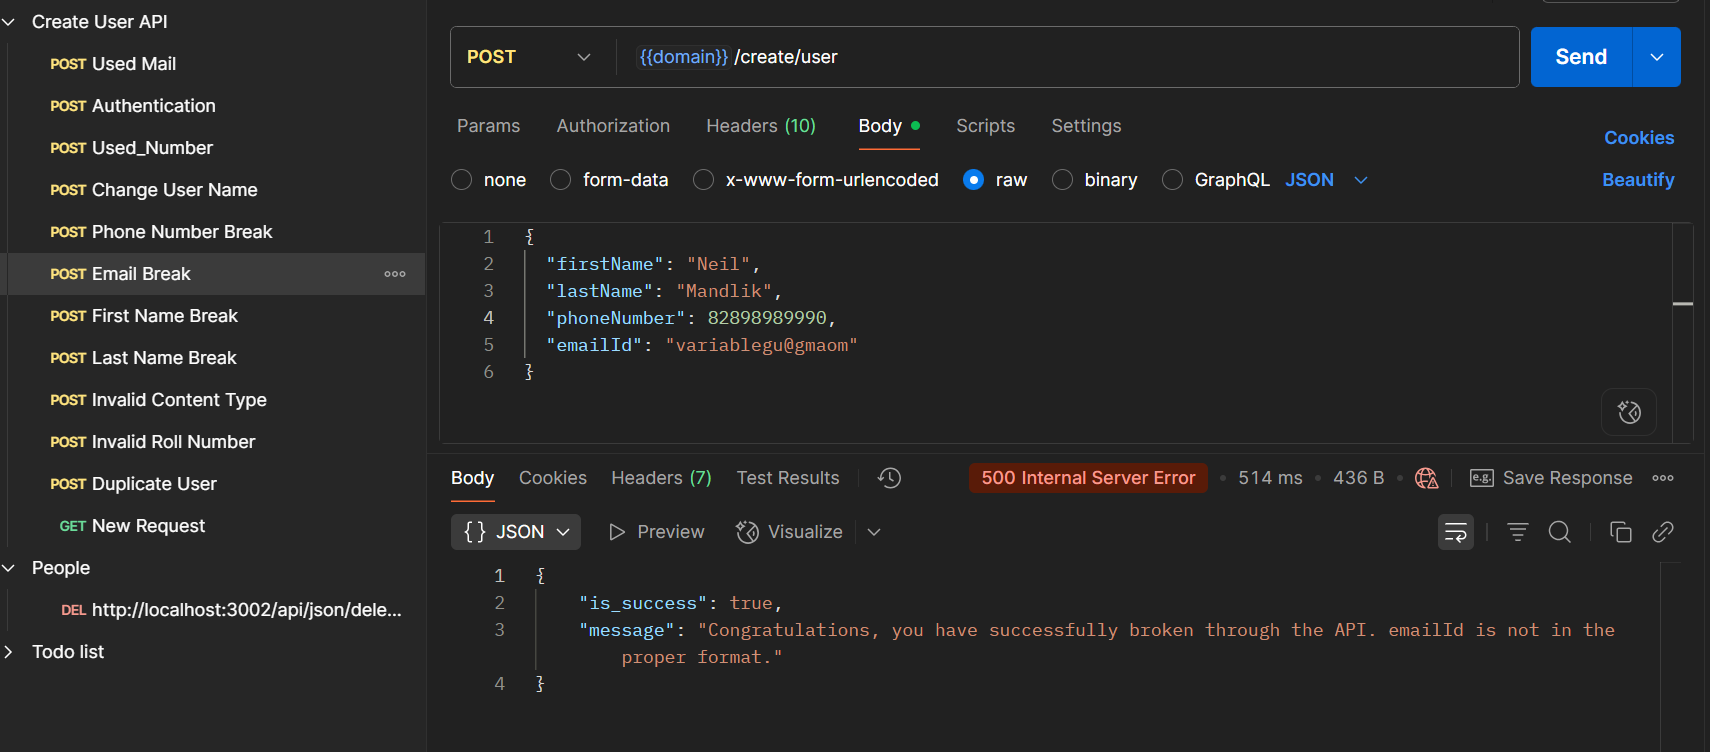 Create User API
POST Used Mail
POST Authentication
POST Used_Number
POST Change User Name
POST Phone Number Break
POST Email Break
POST First Name Break
POST Last Name Break
POST Invalid Content Type
POST Invalid Roll Number
POST Duplicate User
GET New Request
People
DEL http://localhost:3002/api/json/dele...
Todo list
POST {{domain}} /create/user Send
Params Authorization Headers (10) Body Scripts Settings Cookies
none form-data x-www-form-urlencoded raw binary GraphQL JSON Beautify
1 {
2 "firstName": "Neil",
3 "lastName": "Mandlik",
4 "phoneNumber": 82898989990,
5 "emailId": "variablegu@gmaom"
6 }
Body Cookies Headers (7) Test Results 500 Internal Server Error • 514 ms • 436 B • e.g. Save Response
{} JSON Preview Visualize
1 {
2 "is_success": true,
3 "message": "Congratulations, you have successfully broken through the API. emailId is not in the
proper format."
4 }